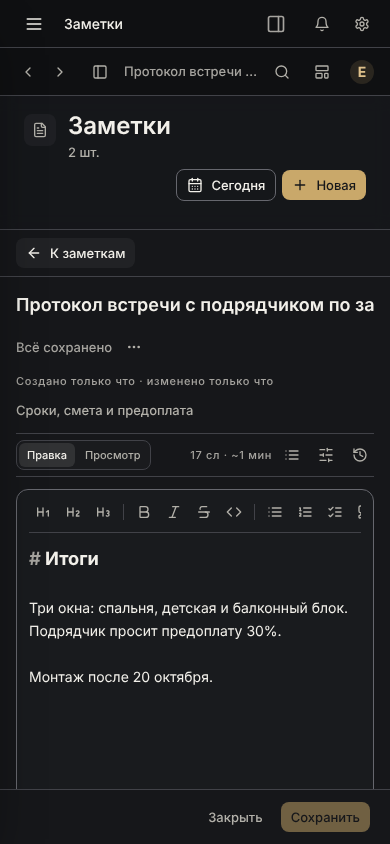 Заметки
Протокол встречи ...
E
Заметки
2 шт.
Сегодня
Новая
К заметкам
Протокол встречи с подрядчиком по за
Всё сохранено
Создано только что · изменено только что
Сроки, смета и предоплата
Правка Просмотр 17 сл · ~1 мин
H1 H2 H3 B I S
# Итоги
Три окна: спальня, детская и балконный блок.
Подрядчик просит предоплату 30%.
Монтаж после 20 октября.
Закрыть Сохранить